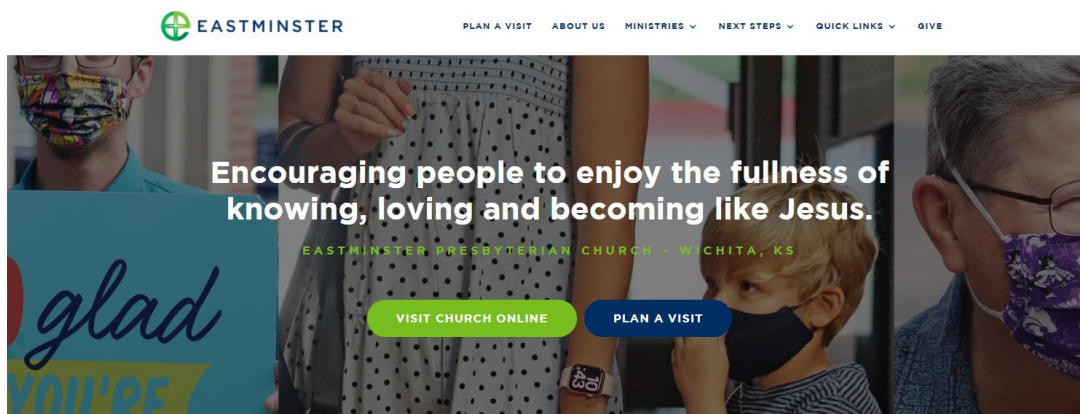 EASTMINSTER
PLAN A VISIT ABOUT US MINISTRIES NEXT STEPS QUICK LINKS GIVE
Encouraging people to enjoy the fullness of
knowing, loving and becoming like Jesus.
EASTMINSTER PRESBYTERIAN CHURCH – WICHITA, KS
VISIT CHURCH ONLINE PLAN A VISIT
glad
YOU'RE
10
43